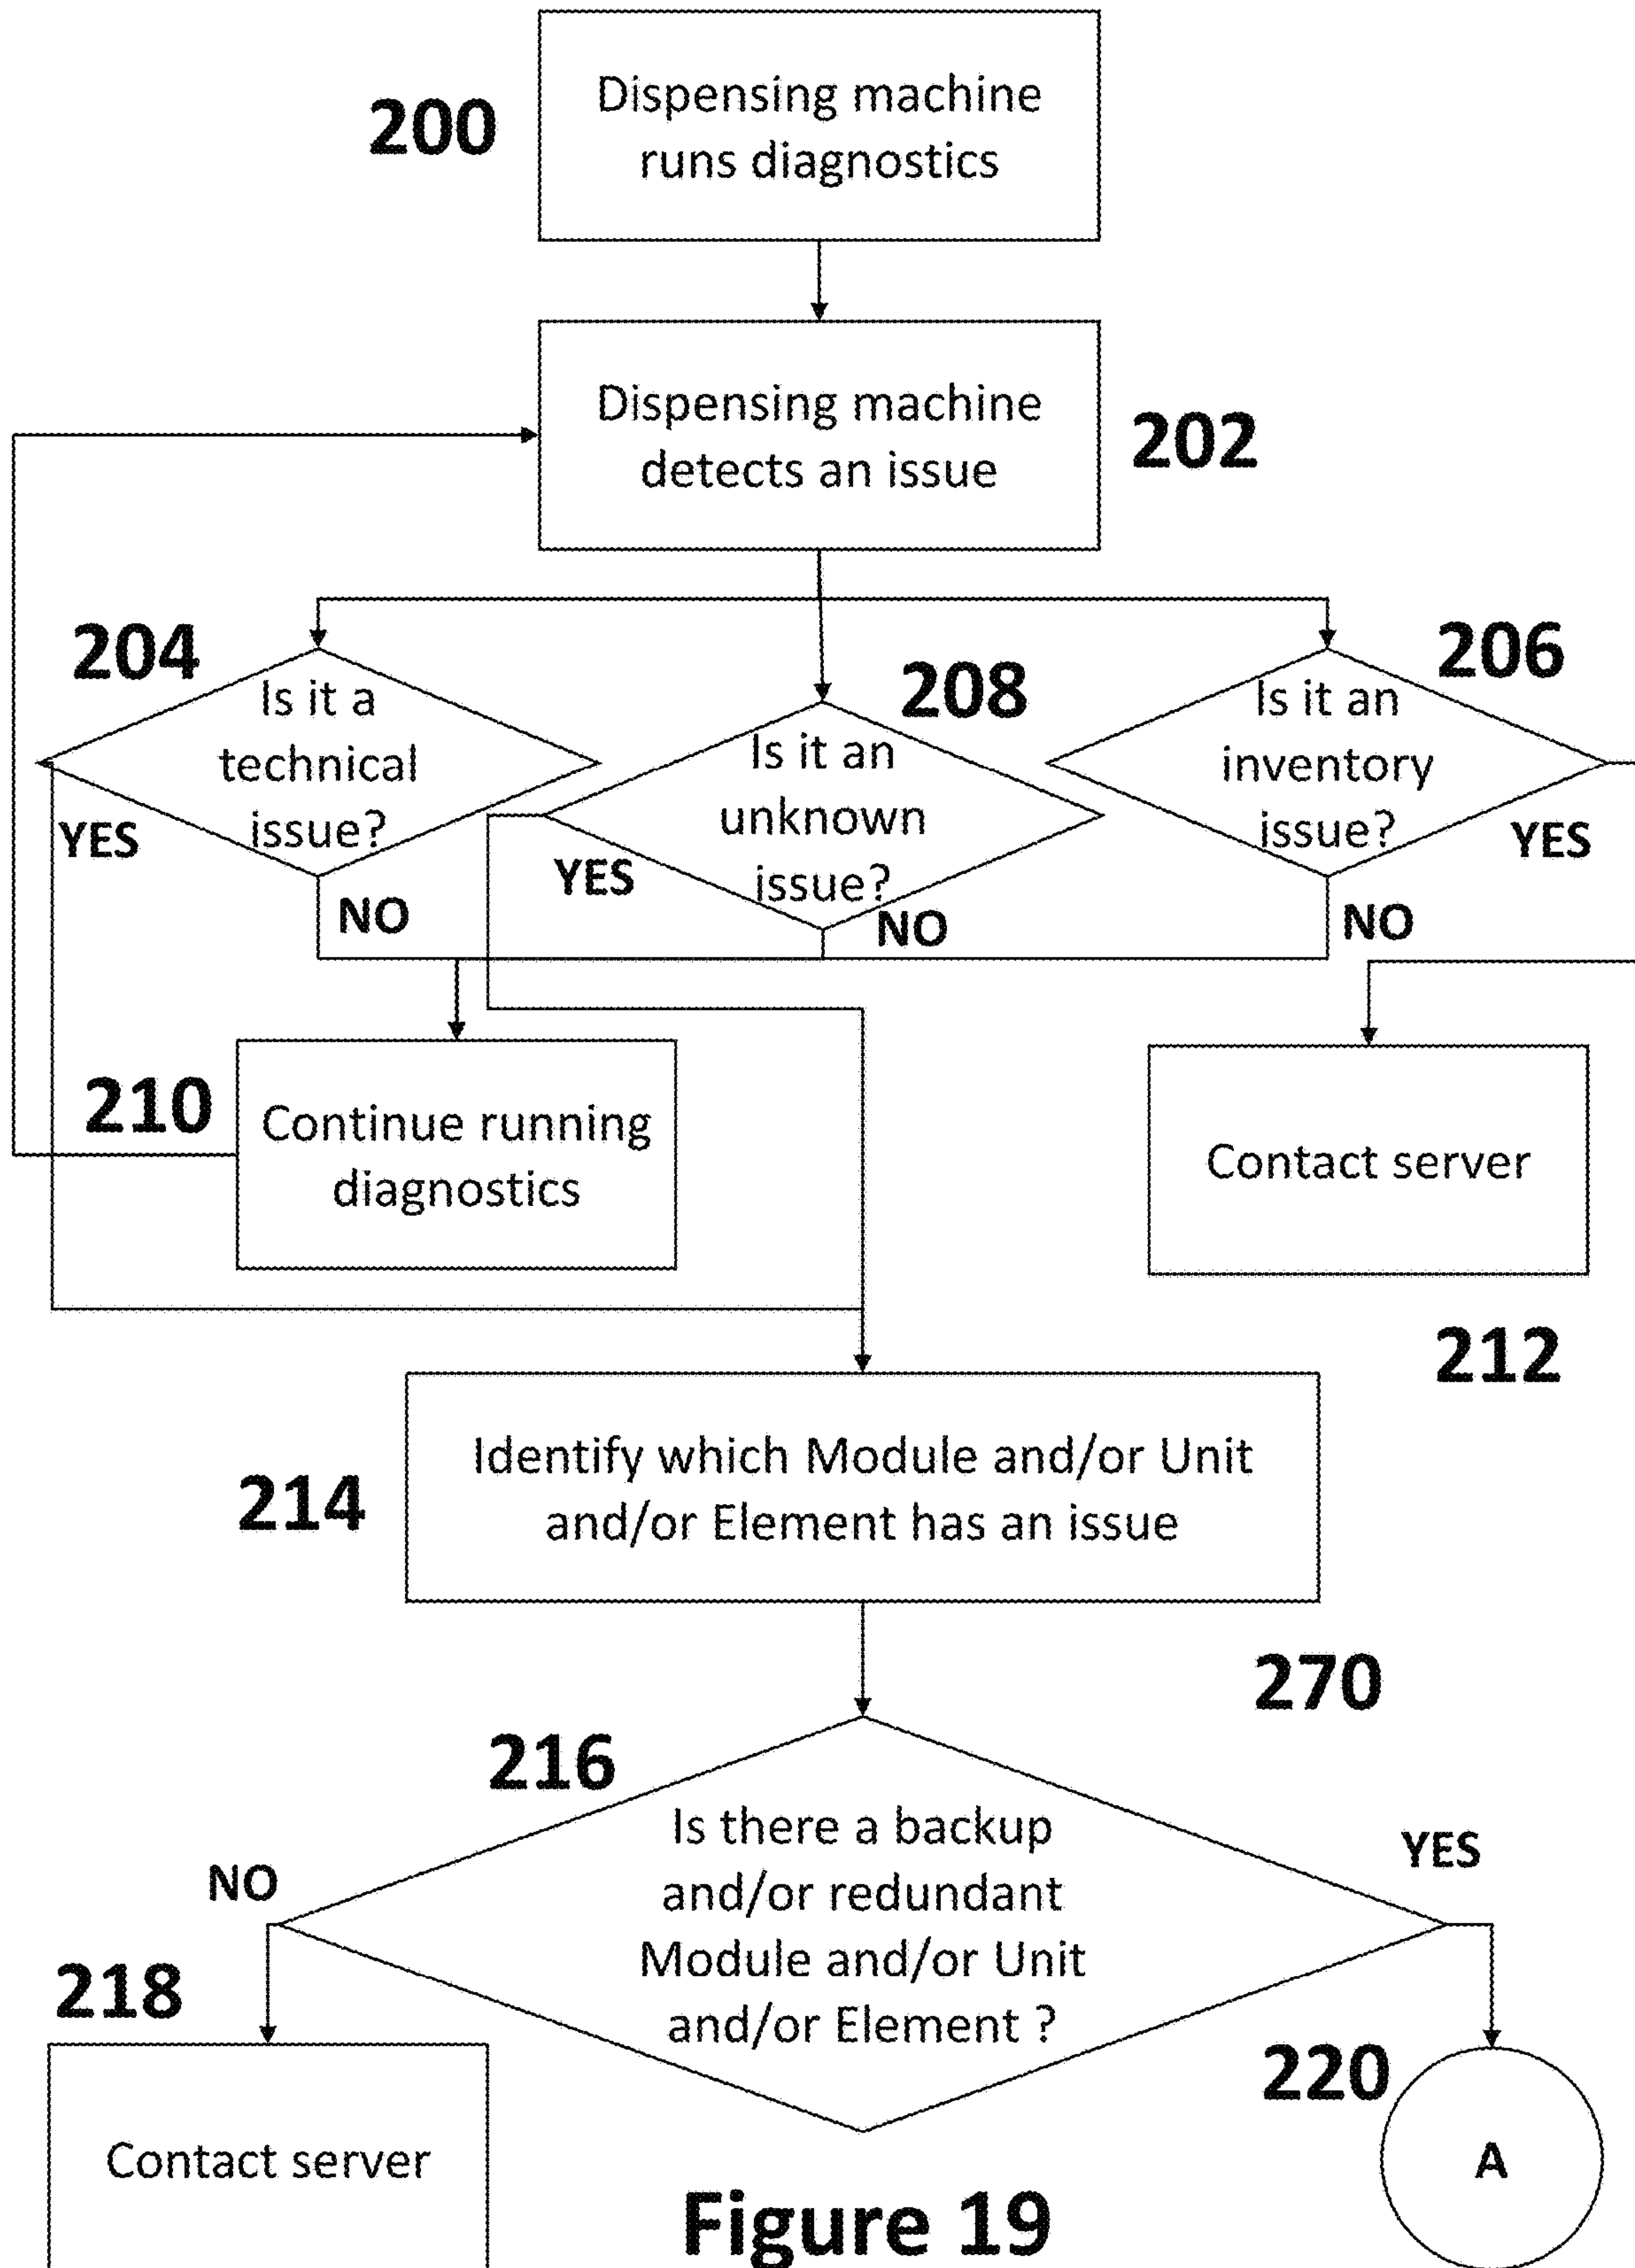 200
Dispensing machine
runs diagnostics
Dispensing machine
detects an issue
202
204
Is it a
technical
issue?
YES
NO
208
Is it an
unknown
issue?
YES
NO
206
Is it an
inventory
issue?
YES
NO
210
Continue running
diagnostics
Contact server
212
214
Identify which Module and/or Unit
and/or Element has an issue
270
216
Is there a backup
and/or redundant
Module and/or Unit
and/or Element ?
NO
YES
218
Contact server
220
A
Figure 19